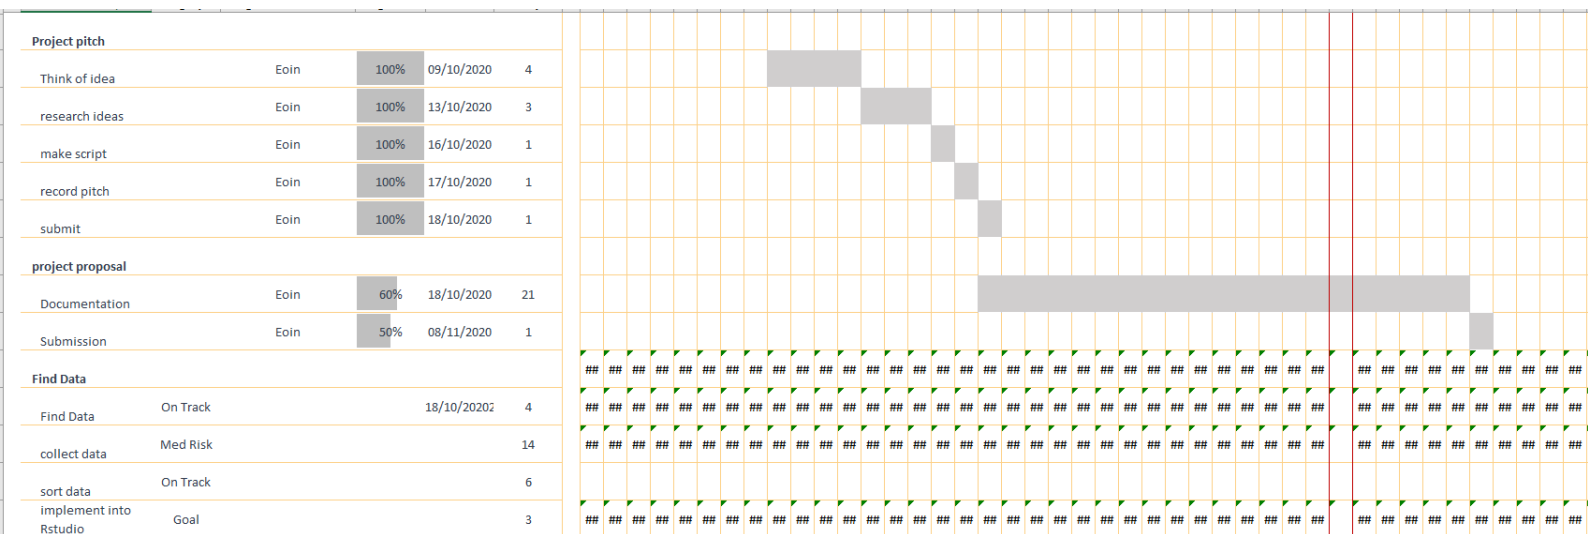 Project pitch
Think of idea Eoin 100% 09/10/2020 4
research ideas Eoin 100% 13/10/2020 3
make script Eoin 100% 16/10/2020 1
record pitch Eoin 100% 17/10/2020 1
submit Eoin 100% 18/10/2020 1
project proposal
Documentation Eoin 60% 18/10/2020 21
Submission Eoin 50% 08/11/2020 1
Find Data ## ## ## ## ## ## ## ## ## ## ## ## ## ## ## ## ## ## ## ## ## ## ## ## ## ## ## ## ## ## ## ## ## ## ## ## ## ## ## ## ## ##
Find Data On Track 18/10/20202 4 ## ## ## ## ## ## ## ## ## ## ## ## ## ## ## ## ## ## ## ## ## ## ## ## ## ## ## ## ## ## ## ## ## ## ## ## ## ## ## ## ## ##
collect data Med Risk 14 ## ## ## ## ## ## ## ## ## ## ## ## ## ## ## ## ## ## ## ## ## ## ## ## ## ## ## ## ## ## ## ## ## ## ## ## ## ## ## ## ## ##
sort data On Track 6
implement into
Rstudio Goal 3 ## ## ## ## ## ## ## ## ## ## ## ## ## ## ## ## ## ## ## ## ## ## ## ## ## ## ## ## ## ## ## ## ## ## ## ## ## ## ## ## ## ##